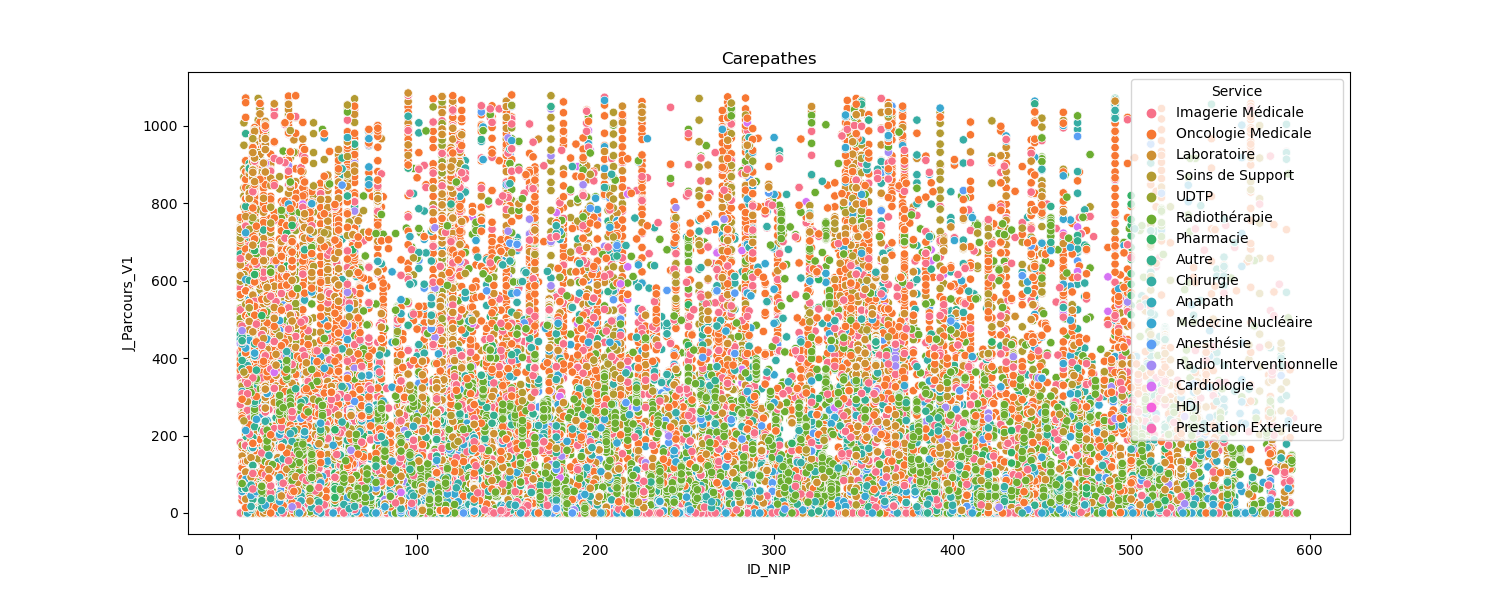 Carepathes
J_Parcours_V1
1000
800
600
400
200
0
0 100 200 300 400 500 600
ID_NIP
Service
Imagerie Médicale
Oncologie Medicale
Laboratoire
Soins de Support
UDTP
Radiothérapie
Pharmacie
Autre
Chirurgie
Anapath
Médecine Nucléaire
Anesthésie
Radio Interventionnelle
Cardiologie
HDJ
Prestation Exterieure